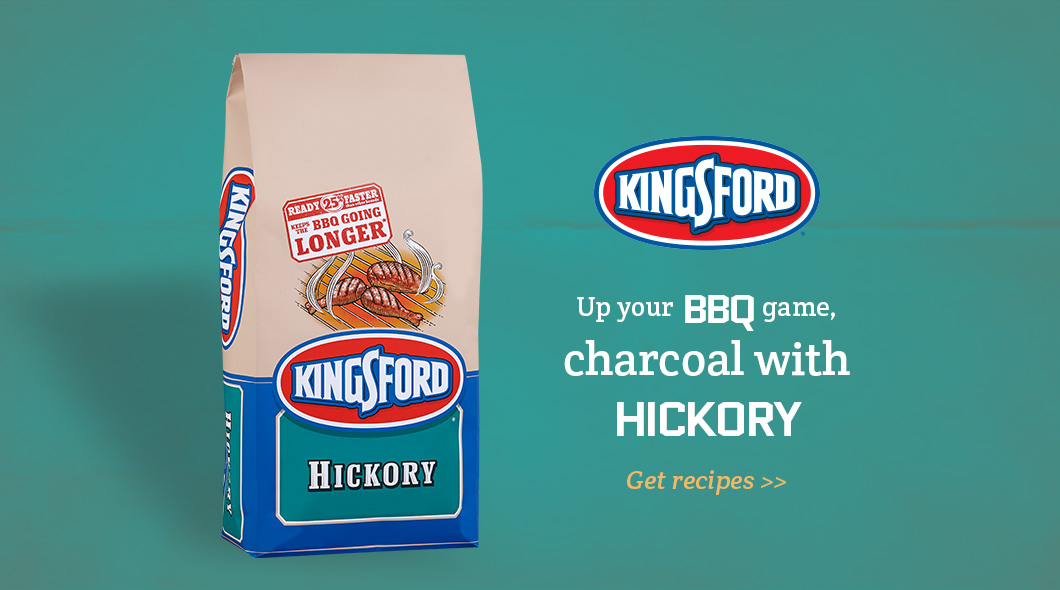 READY 25% FASTER
KEEPS THE BBQ GOING
LONGER*
KINGSFORD
KINGSFORD
HICKORY
HICKORY
KINGSFORD
Up your BBQ game,
charcoal with
HICKORY
Get recipes >>